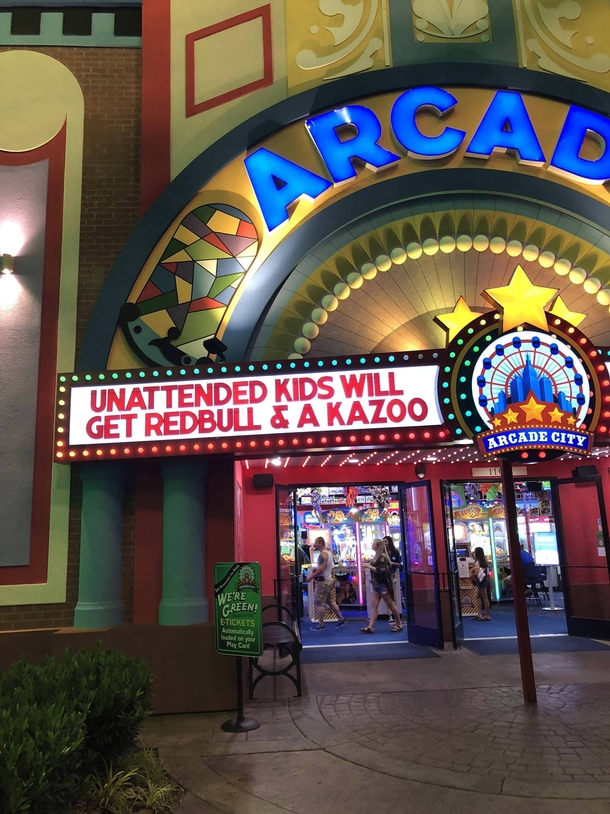 ARCAD
UNATTENDED KIDS WILL
GET REDBULL & A KAZOO
ARCADE CITY
WE'RE
GREEN!
E-TICKETS
Automatically
loaded on your
Play Card